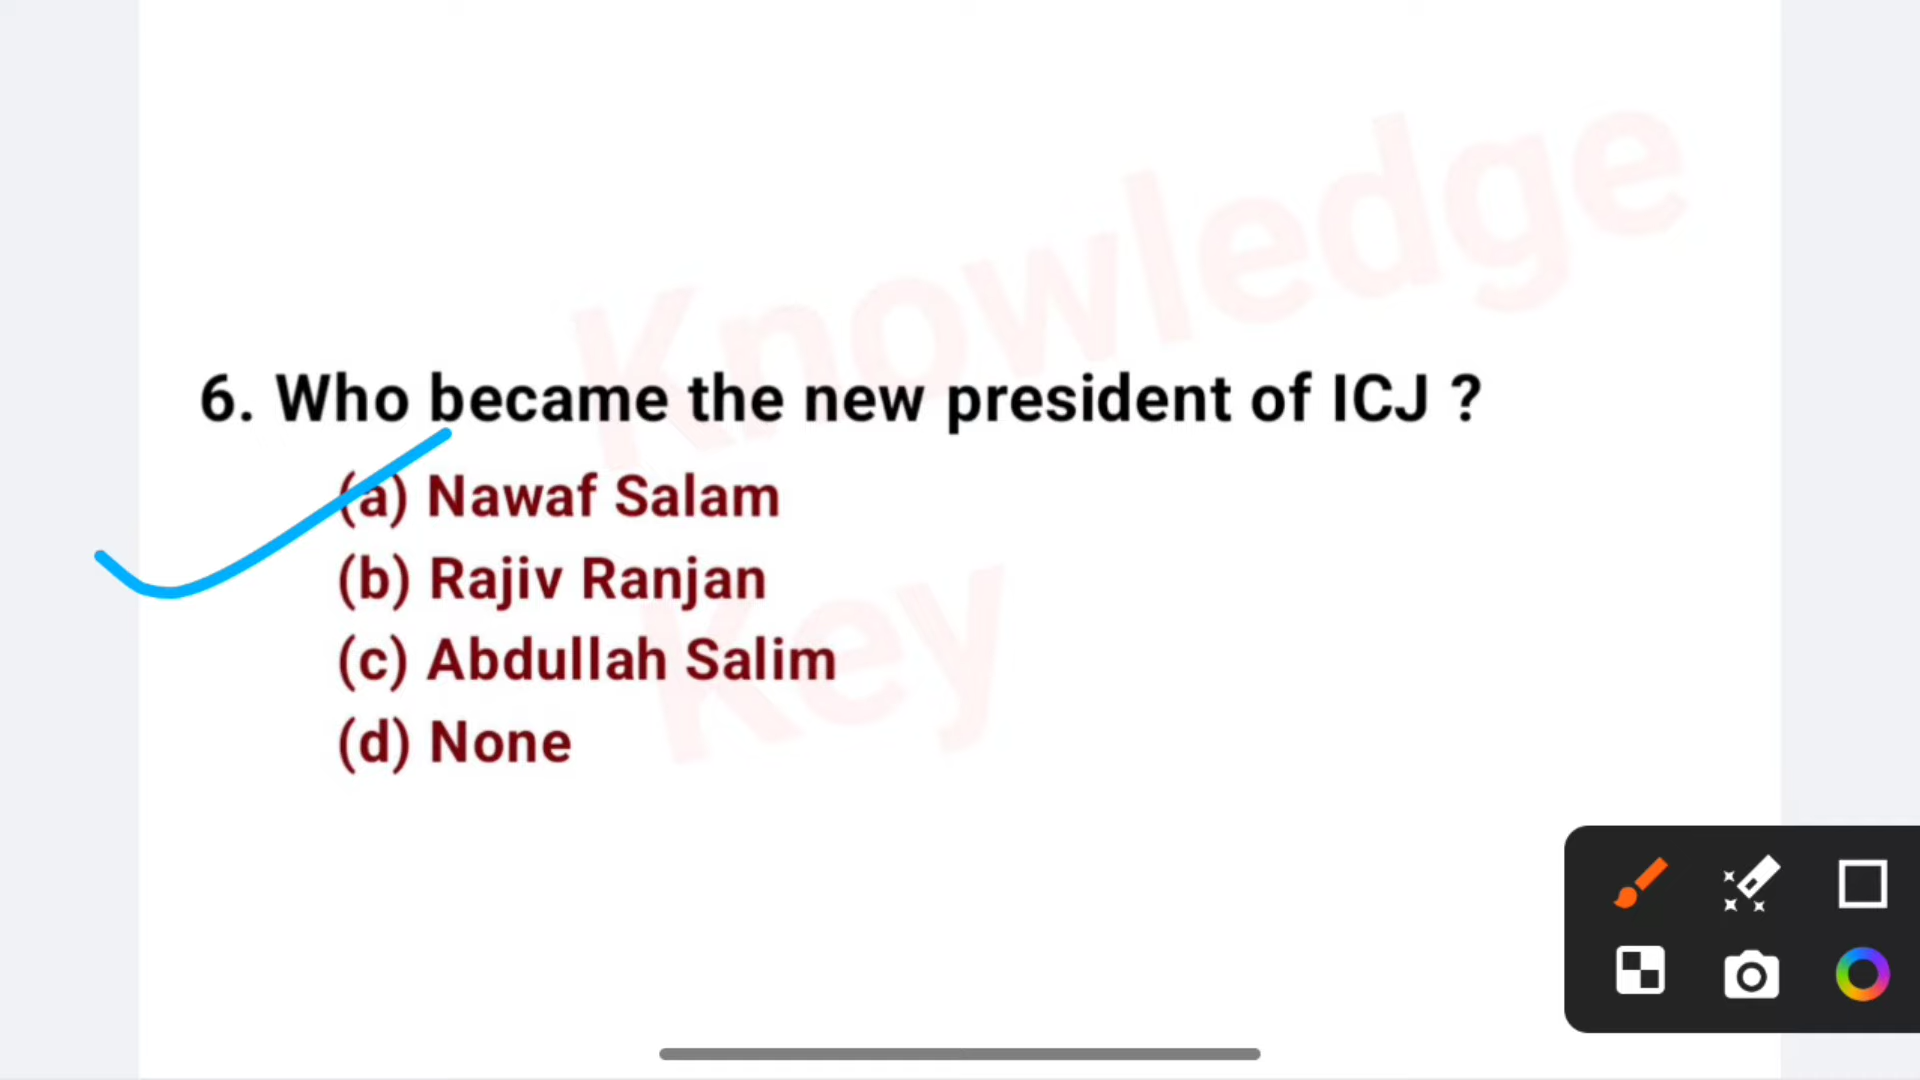 Knowledge
6. Who became the new president of ICJ ?
(a) Nawaf Salam
(b) Rajiv Ranjan
Key
(c) Abdullah Salim
(d) None